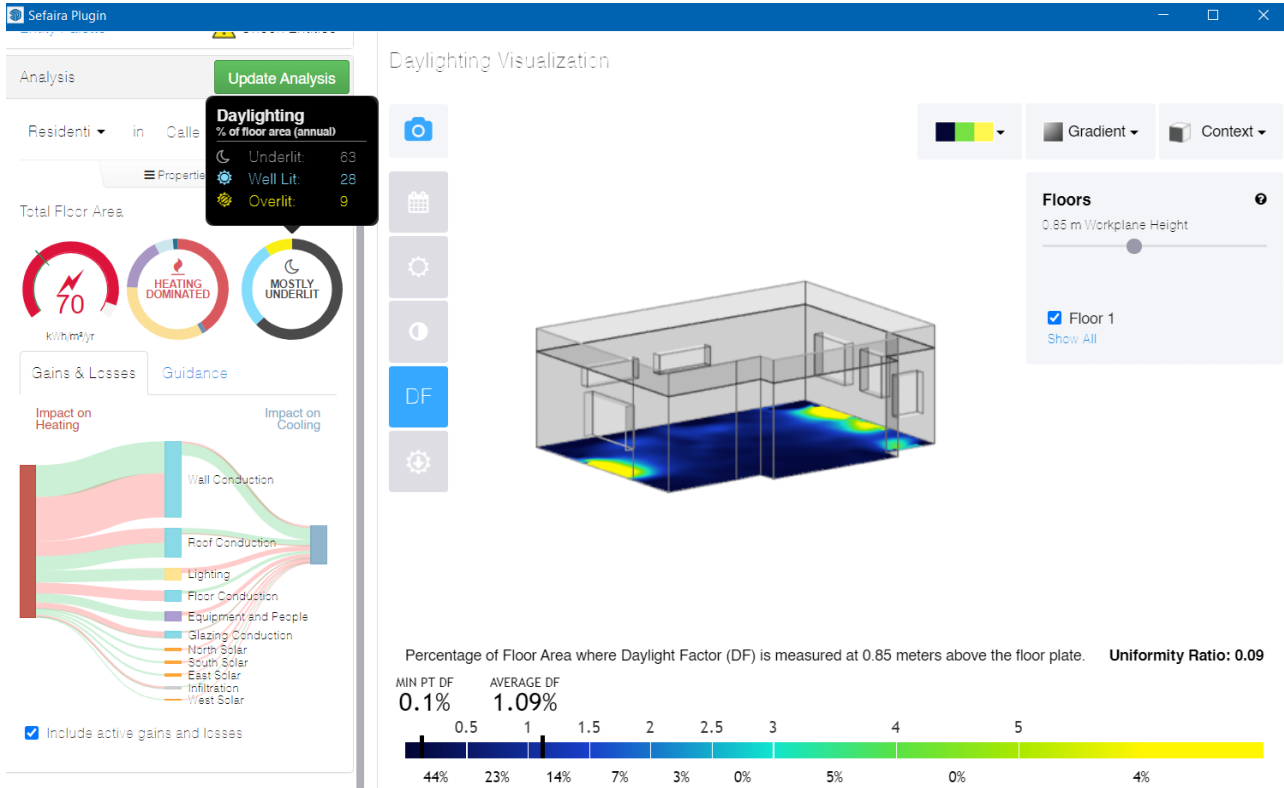 Sefaira Plugin
Analysis
Update Analysis
Residenti
in
Calle
Daylighting
% of floor area (annual)
Underlit: 63
Well Lit: 28
Overlit: 9
Propertie
Total Floor Area
70
kWh/m²/yr
HEATING
DOMINATED
MOSTLY
UNDERLIT
Gains & Losses
Guidance
Impact on
Heating
Impact on
Cooling
Wall Conduction
Roof Conduction
Lighting
Floor Conduction
Equipment and People
Glazing Conduction
North Solar
South Solar
East Solar
Infiltration
West Solar
Include active gains and losses
Daylighting Visualization
DF
Gradient
Context
Floors
0.85 m Workplane Height
Floor 1
Show All
Percentage of Floor Area where Daylight Factor (DF) is measured at 0.85 meters above the floor plate.
Uniformity Ratio: 0.09
MIN PT DF
0.1%
AVERAGE DF
1.09%
0.5 1 1.5 2 2.5 3 4 5
44% 23% 14% 7% 3% 0% 5% 0% 4%